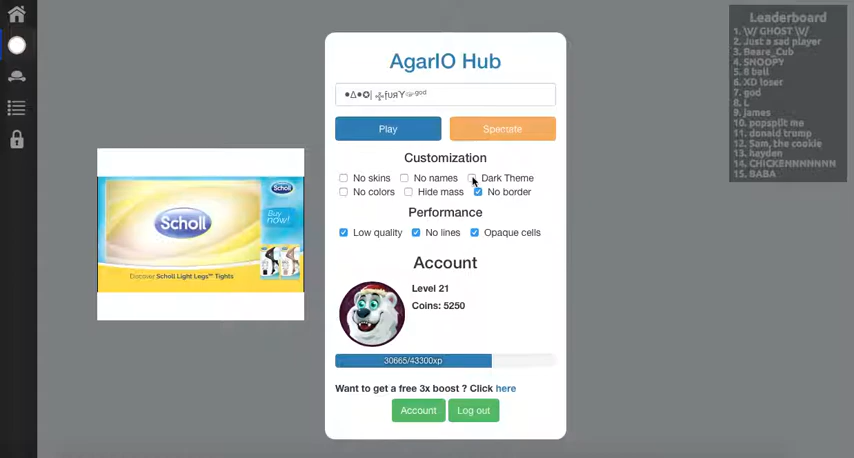 AgarIO Hub
Play
Spectate
Customization
No skins No names Dark Theme
No colors Hide mass No border
Performance
Low quality No lines Opaque cells
Account
Level 21
Coins: 5250
30665/43300xp
Want to get a free 3x boost ? Click here
Account Log out
Scholl
Scholl
Buy now!
Discover Scholl Light Legs™ Tights
Leaderboard
1. \V/ GHOST \V/
2. Just a sad player
3. Beare_Cub
4. SNOOPY
5. 8 ball
6. XD loser
7. god
8. L
9. james
10. popsplit me
11. donald trump
12. Sam, the cookie
13. hayden
14. CHICKENNNNNNN
15. BABA